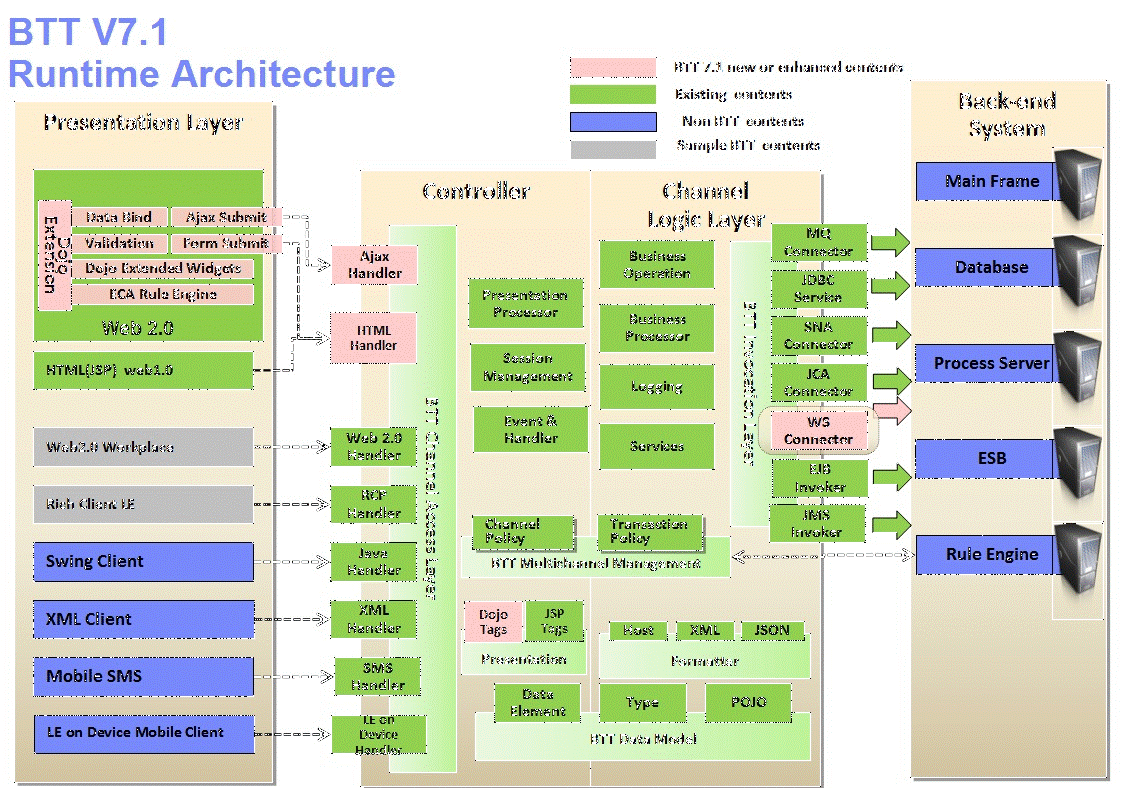 BTT V7.1
Runtime Architecture
BTT 7.1 new or enhanced contents
Existing contents
Non BTT contents
Sample BTT contents
Presentation Layer
Dojo
Extension
Data Bind
Ajax Submit
Validation
Form Submit
Dojo Extended Widgets
ECA Rule Engine
Web 2.0
HTML(JSP) web1.0
Web2.0 Workplace
Rich Client LE
Swing Client
XML Client
Mobile SMS
LE on Device Mobile Client
Controller
Ajax
Handler
HTML
Handler
Web 2.0
Handler
RCP
Handler
Java
Handler
XML
Handler
SMS
Handler
LE on
Device
Handler
BTT Channel Access Layer
Presentation
Processor
Session
Management
Event &
Handler
Channel
Policy
Transaction
Policy
BTT Multichannel Management
Dojo
Tags
JSP
Tags
Presentation
Channel
Logic Layer
Business
Operation
Business
Processor
Logging
Services
Host
XML
JSON
Formatter
Data
Element
Type
POJO
BTT Data Model
BTT Integration Layer
MQ
Connector
JDBC
Service
SNA
Connector
JCA
Connector
WS
Connector
EJB
Invoker
JMS
Invoker
Back-end
System
Main Frame
Database
Process Server
ESB
Rule Engine